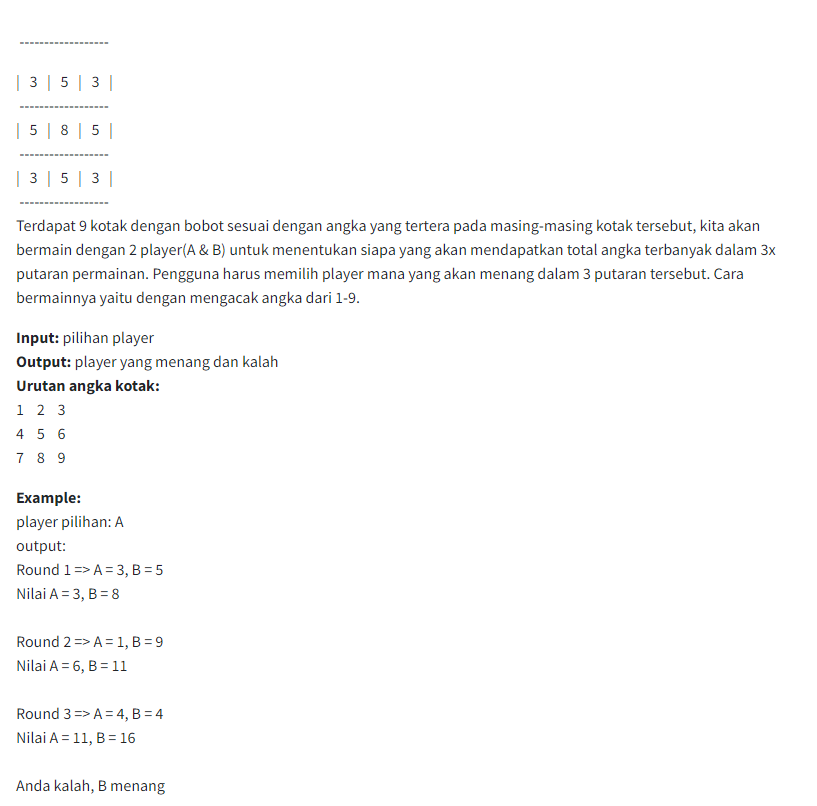 ------------------
| 3 | 5 | 3 |
------------------
| 5 | 8 | 5 |
------------------
| 3 | 5 | 3 |
------------------
Terdapat 9 kotak dengan bobot sesuai dengan angka yang tertera pada masing-masing kotak tersebut, kita akan
bermain dengan 2 player(A & B) untuk menentukan siapa yang akan mendapatkan total angka terbanyak dalam 3x
putaran permainan. Pengguna harus memilih player mana yang akan menang dalam 3 putaran tersebut. Cara
bermainnya yaitu dengan mengacak angka dari 1-9.
Input: pilihan player
Output: player yang menang dan kalah
Urutan angka kotak:
1 2 3
4 5 6
7 8 9
Example:
player pilihan: A
output:
Round 1 => A = 3, B = 5
Nilai A = 3, B = 8
Round 2 => A = 1, B = 9
Nilai A = 6, B = 11
Round 3 => A = 4, B = 4
Nilai A = 11, B = 16
Anda kalah, B menang